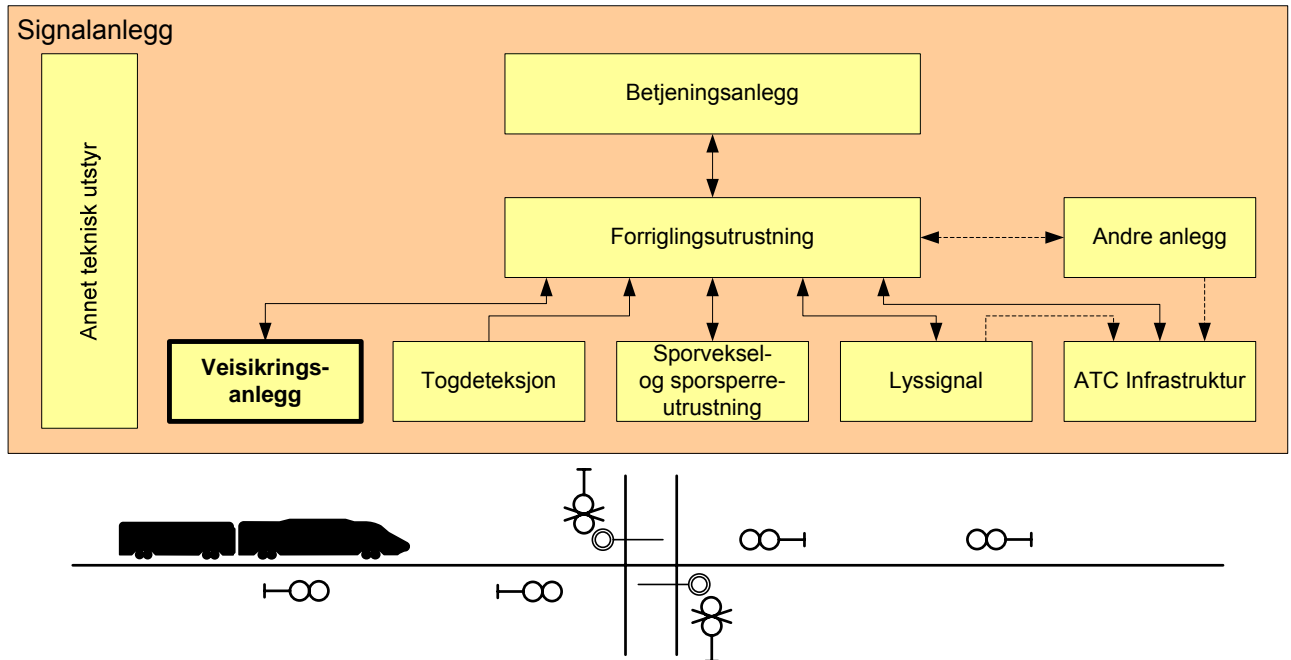 Signalanlegg
Annet teknisk utstyr
Betjeningsanlegg
Forriglingsutrustning
Andre anlegg
Veisikrings-
anlegg
Togdeteksjon
Sporveksel-
og sporsperre-
utrustning
Lyssignal
ATC Infrastruktur